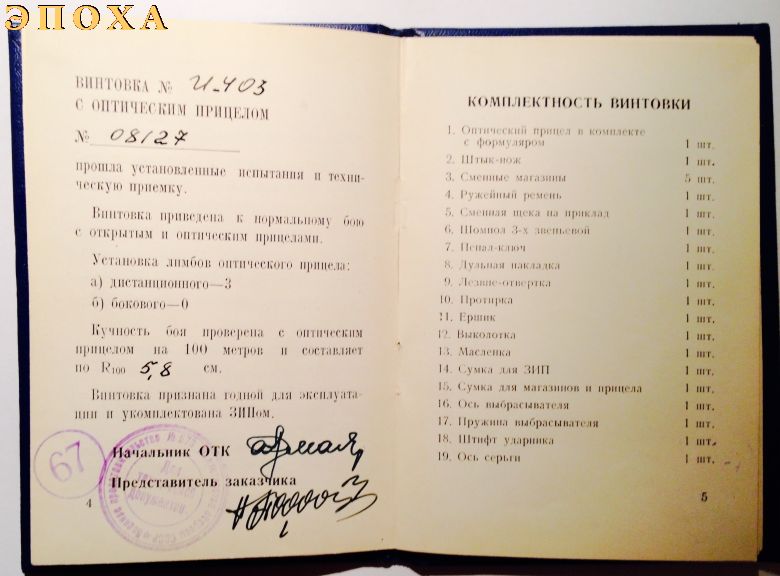 ЭПОХА
ВИНТОВКА № И-403
С ОПТИЧЕСКИМ ПРИЦЕЛОМ
№ 08127
прошла установленные испытания и техни-
ческую приемку.
Винтовка приведена к нормальному бою
с открытым и оптическим прицелами.
Установка лимбов оптического прицела:
а) дистанционного—3
б) бокового—0
Кучность боя проверена с оптическим
прицелом на 100 метров и составляет
по R100 5,8 см.
Винтовка признана годной для эксплуата-
ции и укомплектована ЗИПом.
67
Начальник ОТК
Представитель заказчика
Для
документов
4
КОМПЛЕКТНОСТЬ ВИНТОВКИ
1. Оптический прицел в комплекте
с формуляром 1 шт.
2. Штык-нож 1 шт.
3. Сменные магазины 5 шт.
4. Ружейный ремень 1 шт.
5. Сменная щека на приклад 1 шт.
6. Шомпол 3-х звеньевой 1 шт.
7. Пенал-ключ 1 шт.
8. Дульная накладка 1 шт.
9. Лезвие-отвертка 1 шт.
10. Протирка 1 шт.
11. Ершик 1 шт.
12. Выколотка 1 шт.
13. Масленка 1 шт.
14. Сумка для ЗИП 1 шт.
15. Сумка для магазинов и прицела 1 шт.
16. Ось выбрасывателя 1 шт.
17. Пружина выбрасывателя 1 шт.
18. Штифт ударника 1 шт.
19. Ось серьги 1 шт.
5